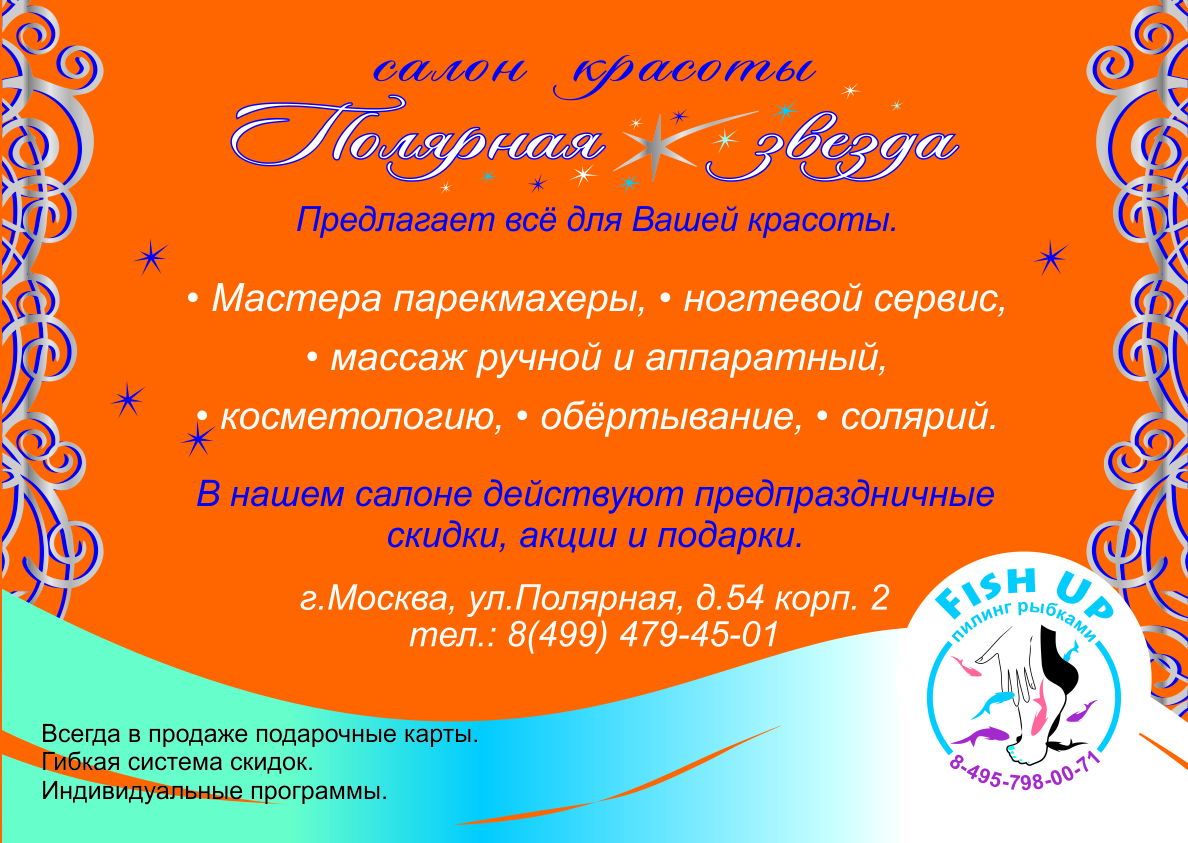 салон красоты
Полярная звезда
Предлагает всё для Вашей красоты.
• Мастера парекмахеры, • ногтевой сервис,
• массаж ручной и аппаратный,
• косметологию, • обёртывание, • солярий.
В нашем салоне действуют предпраздничные
скидки, акции и подарки.
г.Москва, ул.Полярная, д.54 корп. 2
тел.: 8(499) 479-45-01
FISH UP
пилинг рыбками
8-495-798-00-71
Всегда в продаже подарочные карты.
Гибкая система скидок.
Индивидуальные программы.